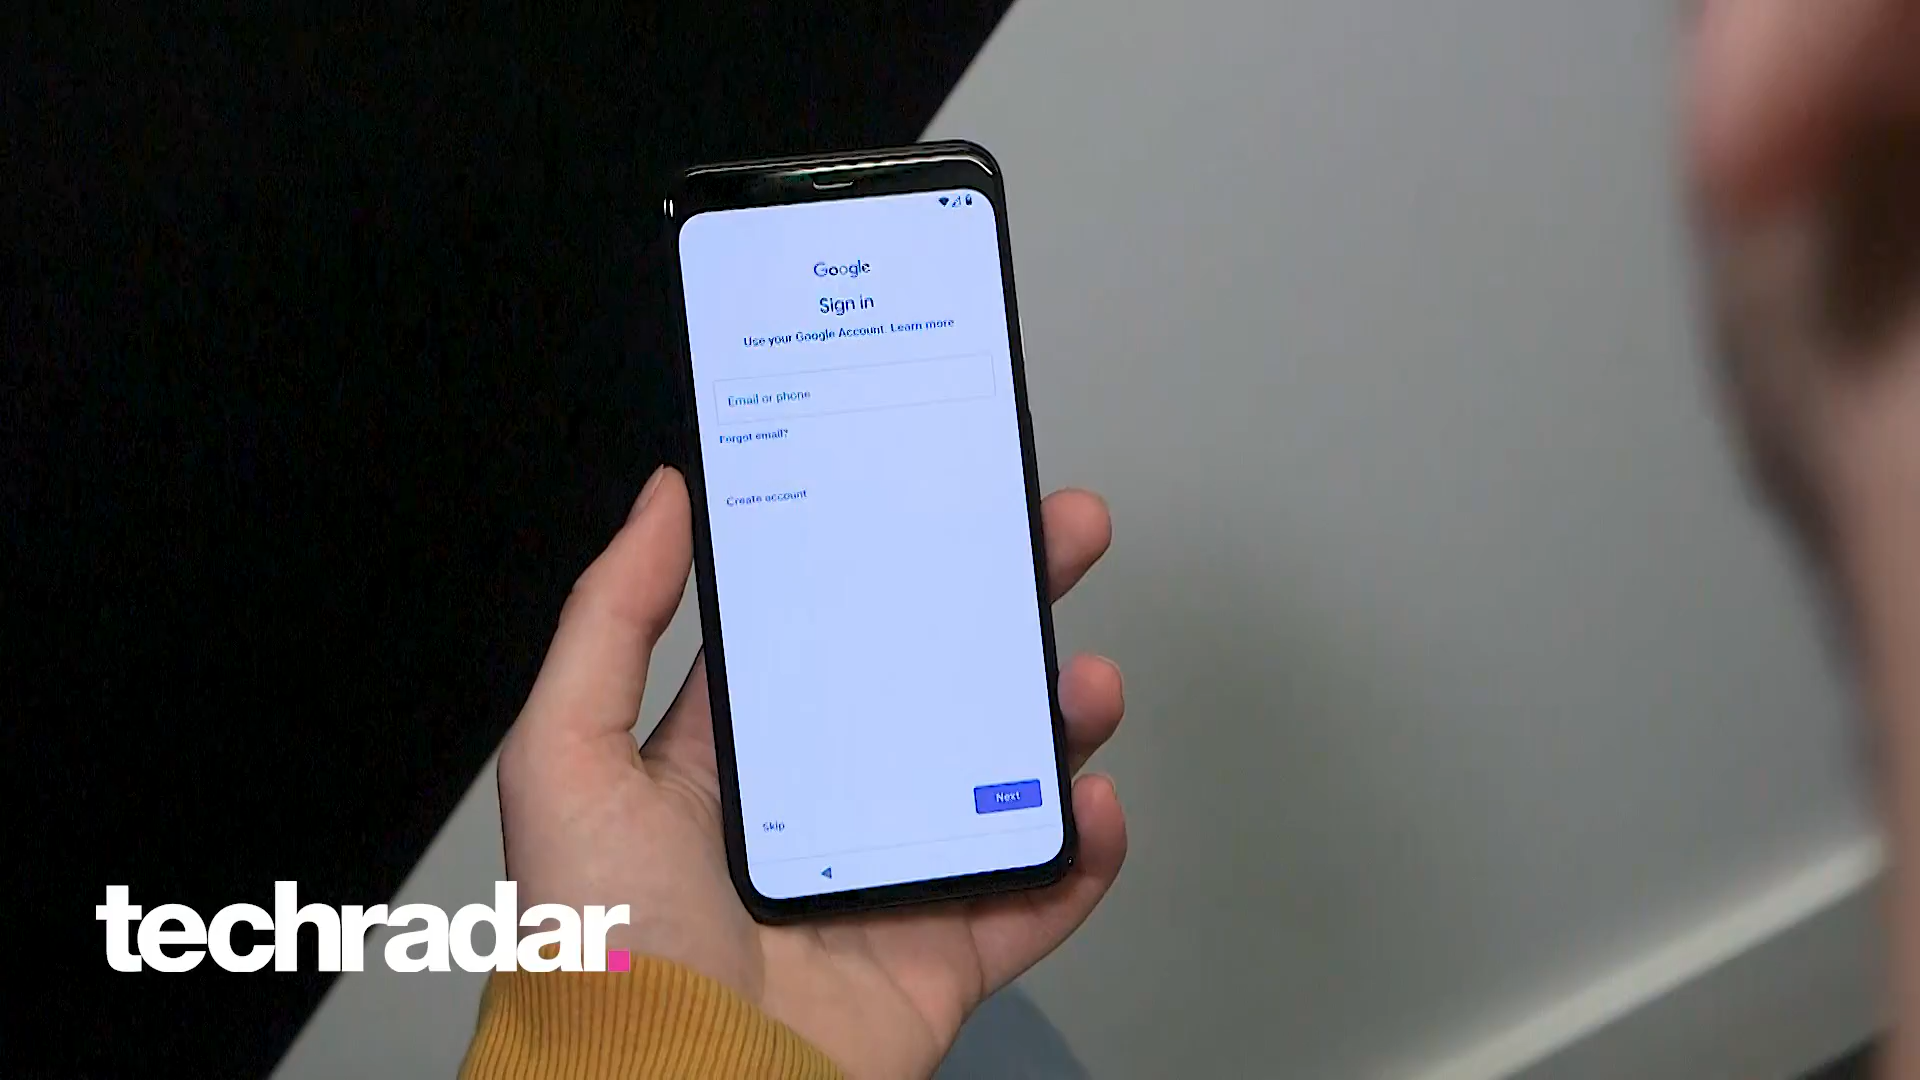 Google
Sign in
Use your Google Account. Learn more
Email or phone
Forgot email?
Create account
Next
Skip
techradar.